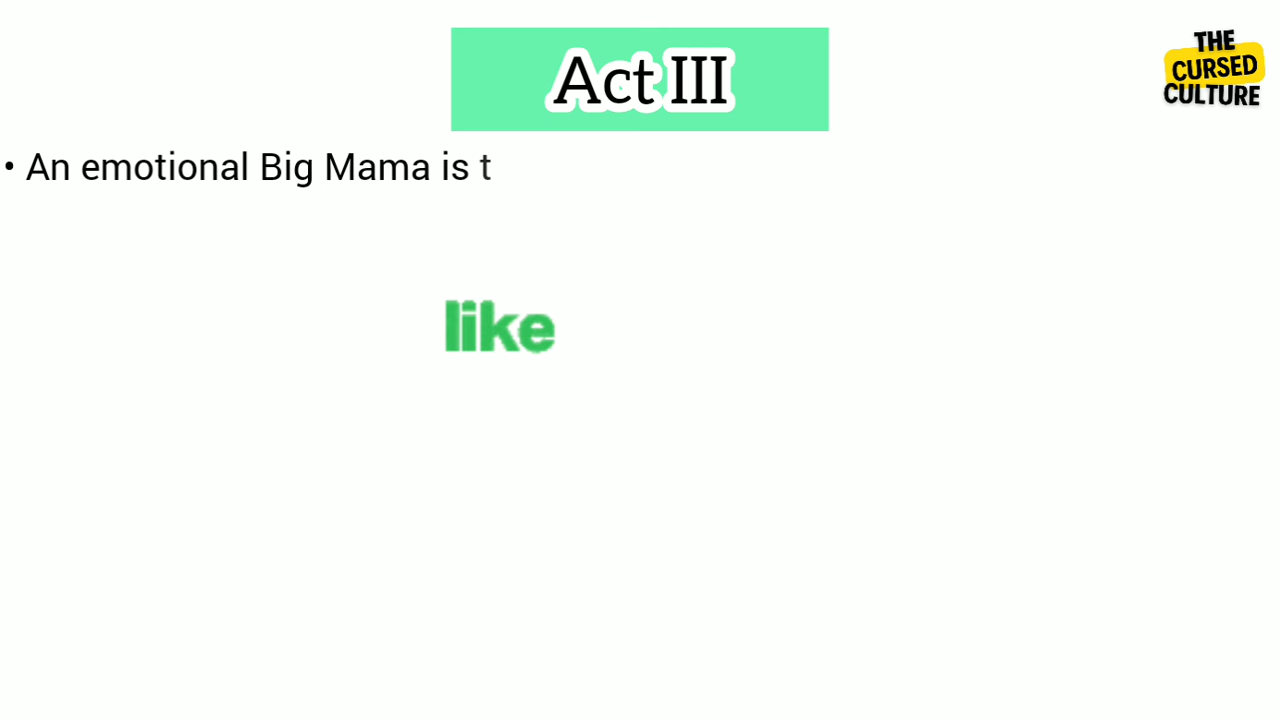 Act III
THE
CURSED
CULTURE
• An emotional Big Mama is t
like